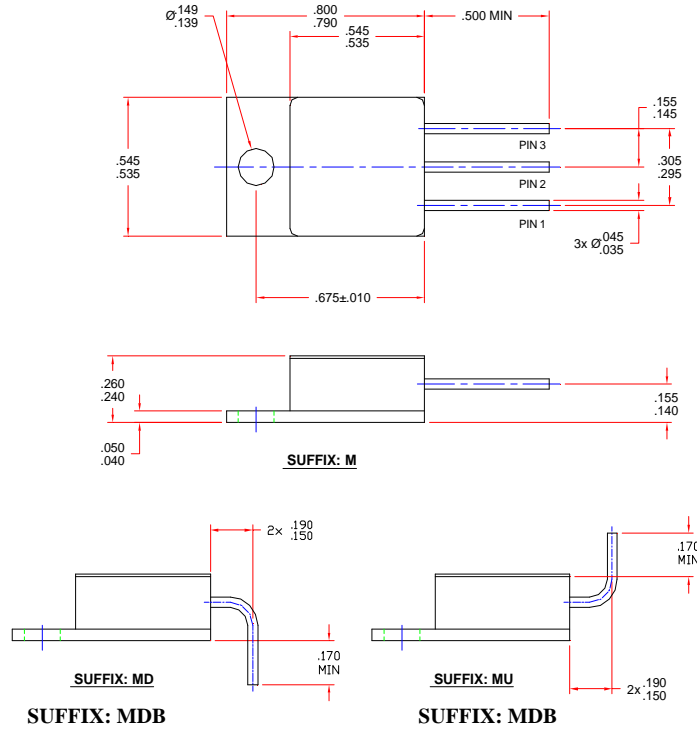 Ø.149
.139
.800
.790
.500 MIN
.545
.535
.155
.145
.545
.535
PIN 3
.305
.295
PIN 2
PIN 1
3x Ø.045
.035
.675±.010
.260
.240
.155
.140
.050
.040
SUFFIX: M
2x .190
.150
.170
MIN
.170
MIN
SUFFIX: MD
SUFFIX: MU
2x .190
.150
SUFFIX: MDB
SUFFIX: MDB